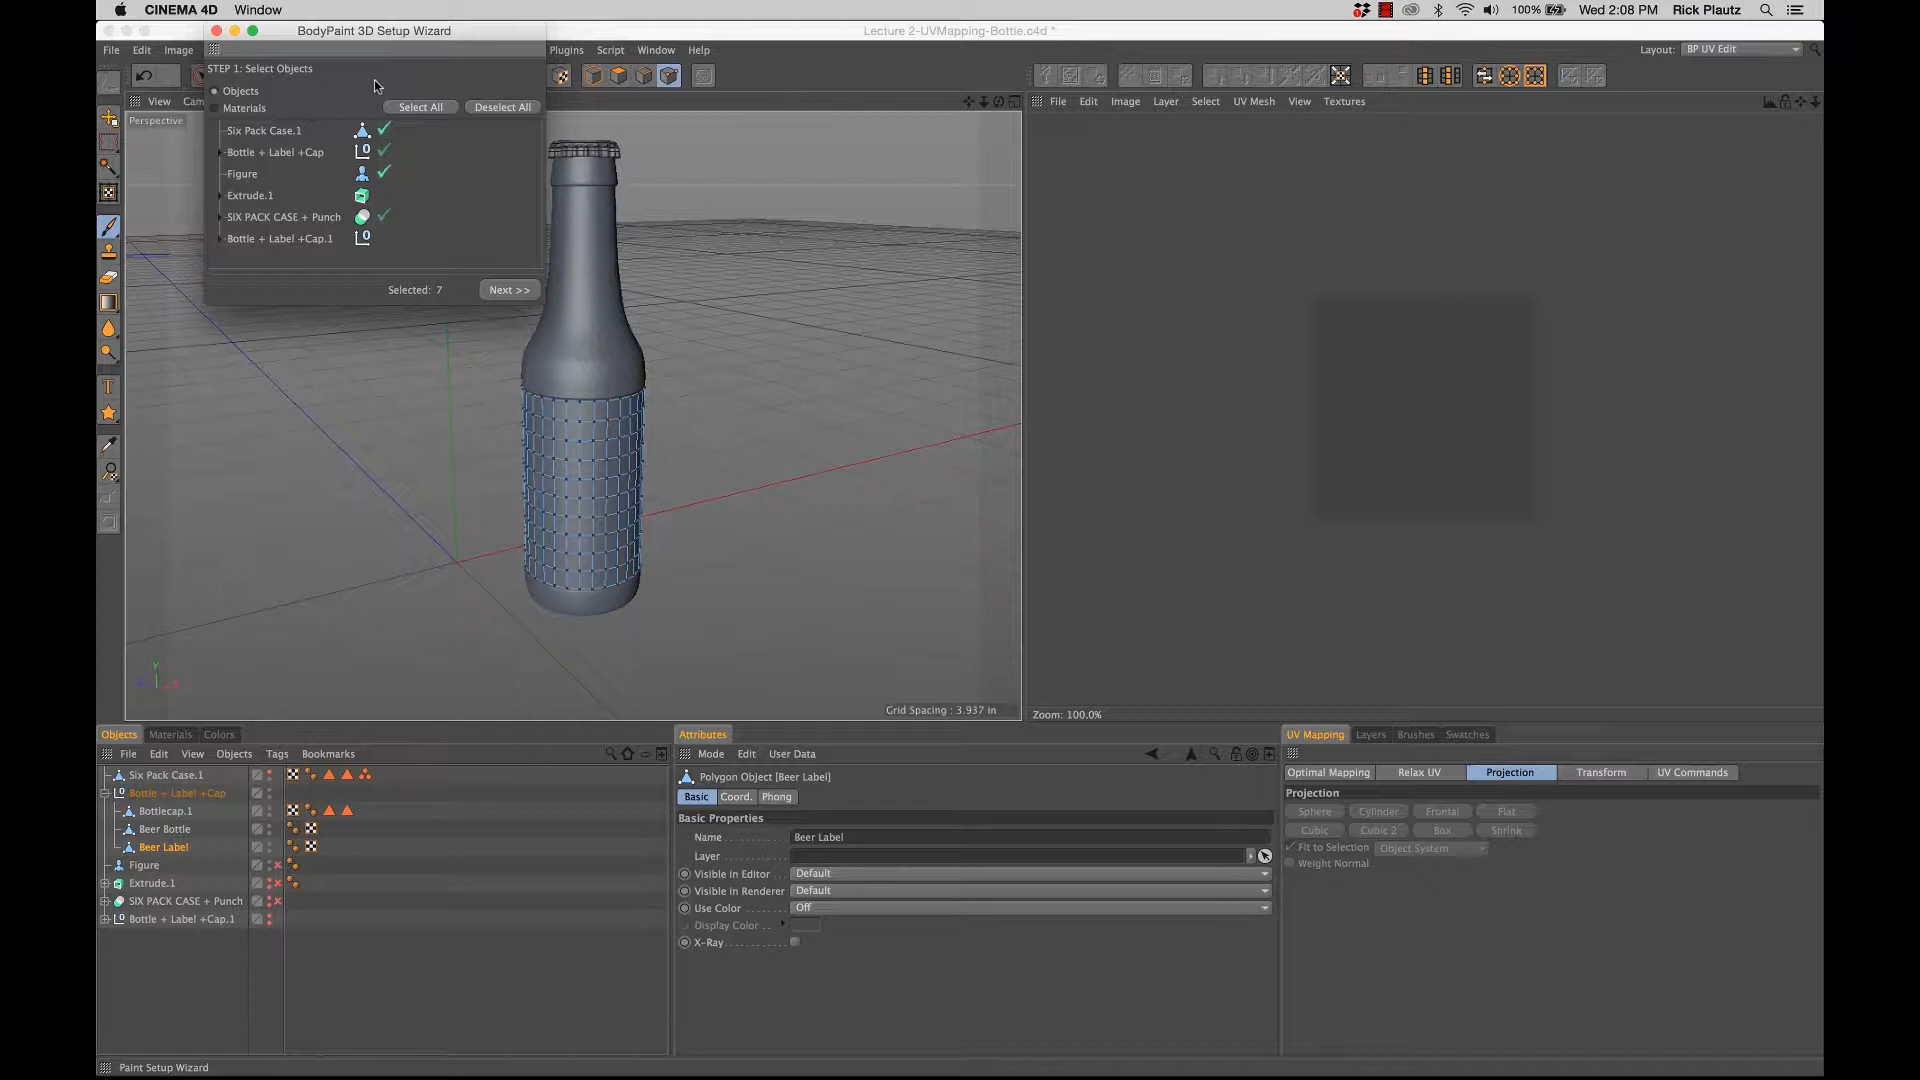 CINEMA 4D Window 100% Wed 2:08 PM Rick Plautz
BodyPaint 3D Setup Wizard Lecture 2-UVMapping-Bottle.c4d *
File Edit Image Plugins Script Window Help Layout: BP UV Edit
STEP 1: Select Objects
Objects
Materials Select All Deselect All
Six Pack Case.1
Bottle + Label +Cap
Figure
Extrude.1
SIX PACK CASE + Punch
Bottle + Label +Cap.1
Selected: 7 Next >>
View Cam
Perspective
File Edit Image Layer Select UV Mesh View Textures
Y
Grid Spacing : 3.937 in
Zoom: 100.0%
Objects Materials Colors
File Edit View Objects Tags Bookmarks
Six Pack Case.1
Bottle + Label +Cap
Bottlecap.1
Beer Bottle
Beer Label
Figure
Extrude.1
SIX PACK CASE + Punch
Bottle + Label +Cap.1
Attributes
Mode Edit User Data
Polygon Object [Beer Label]
Basic Coord. Phong
Basic Properties
Name Beer Label
Layer
Visible in Editor Default
Visible in Renderer Default
Use Color Off
Display Color
X-Ray
UV Mapping Layers Brushes Swatches
Optimal Mapping Relax UV Projection Transform UV Commands
Projection
Sphere Cylinder Frontal Flat
Cubic Cubic 2 Box Shrink
Fit to Selection Object System
Weight Normal
Paint Setup Wizard